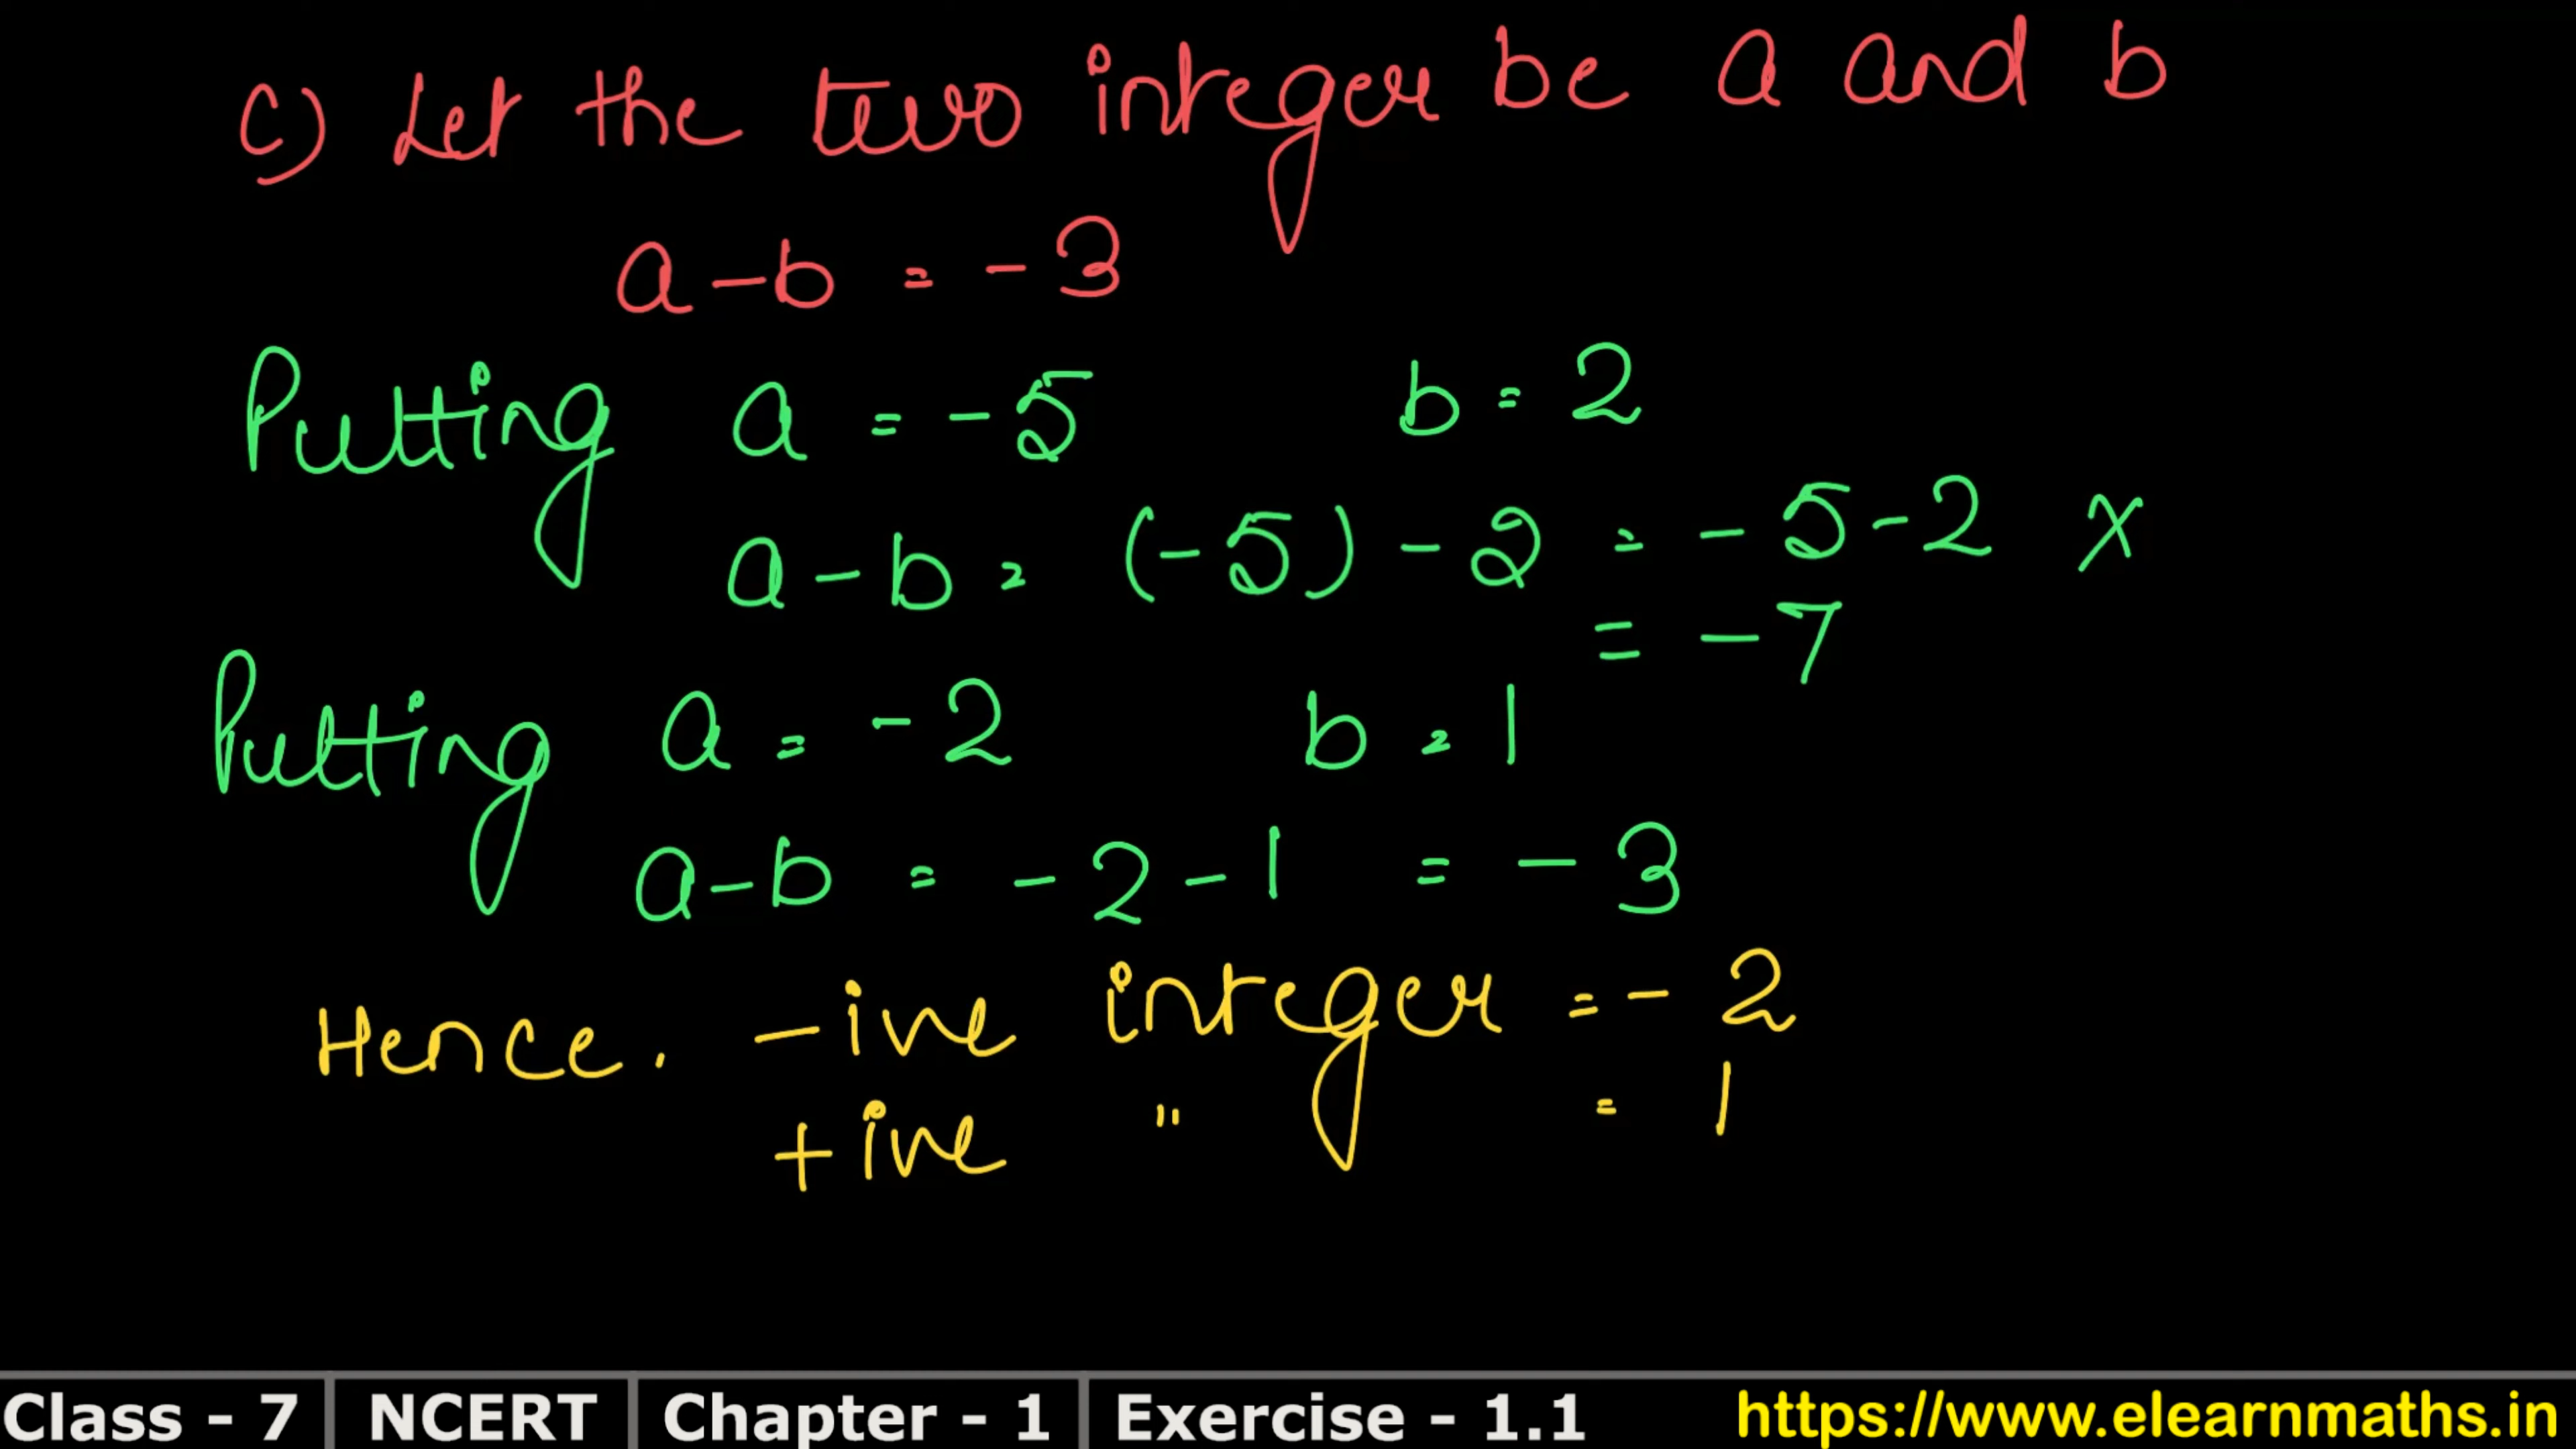 c) Let the two integer be a and b
a - b = - 3
Putting a = - 5 b = 2
a - b = (- 5) - 2 = - 5 - 2 x
= - 7
Putting a = - 2 b = 1
a - b = - 2 - 1 = - 3
Hence. - ive integer = - 2
+ ive " = 1
Class - 7 NCERT Chapter - 1 Exercise - 1.1 https://www.elearnmaths.in